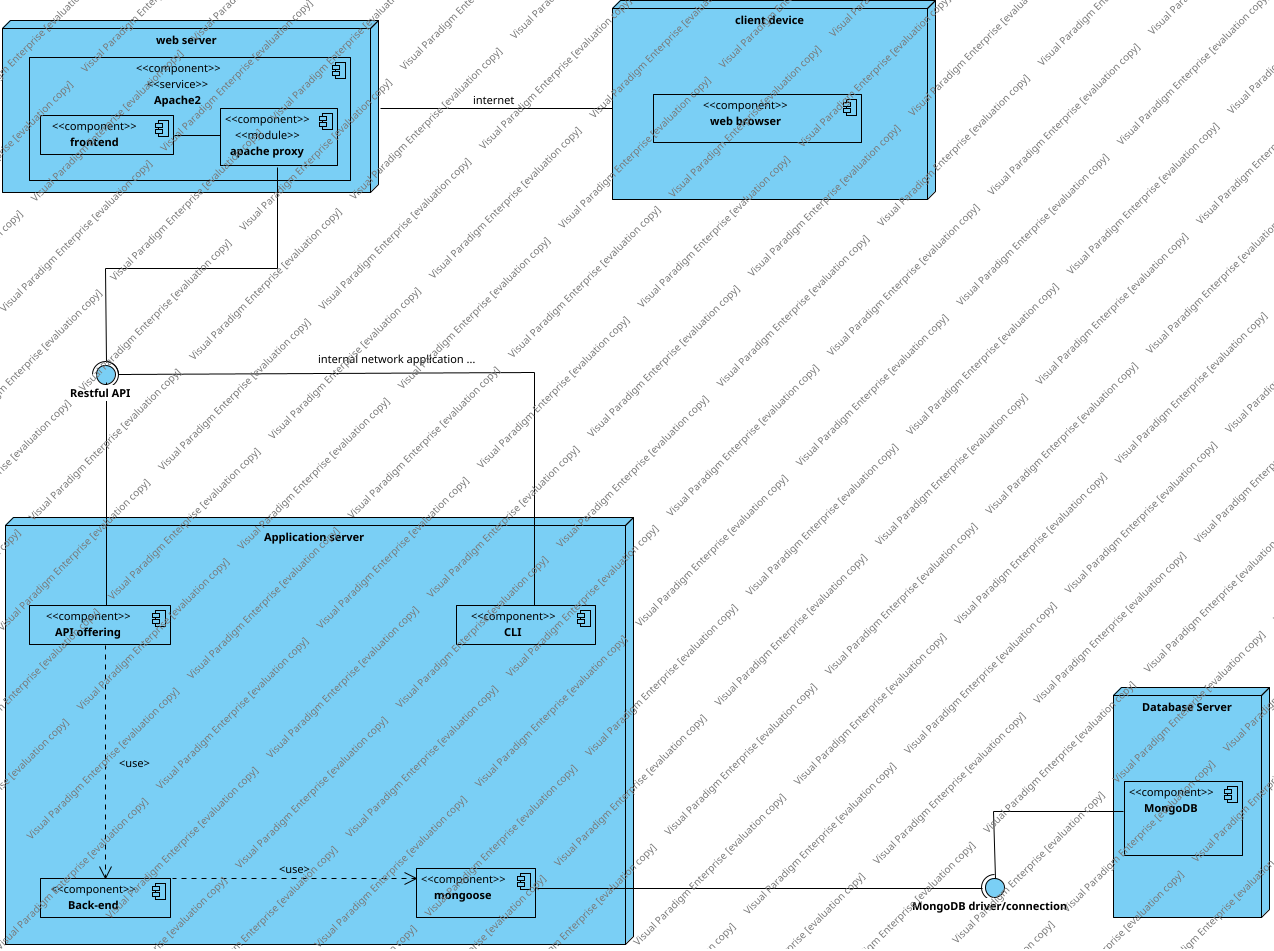 web server
<<component>>
<<service>>
Apache2
<<component>>
frontend
<<component>>
<<module>>
apache proxy
internet
client device
<<component>>
web browser
Restful API
internal network application ...
Application server
<<component>>
API offering
<<component>>
CLI
<use>
<<component>>
Back-end
<use>
<<component>>
mongoose
MongoDB driver/connection
Database Server
<<component>>
MongoDB
Visual Paradigm Enterprise [evaluation copy]